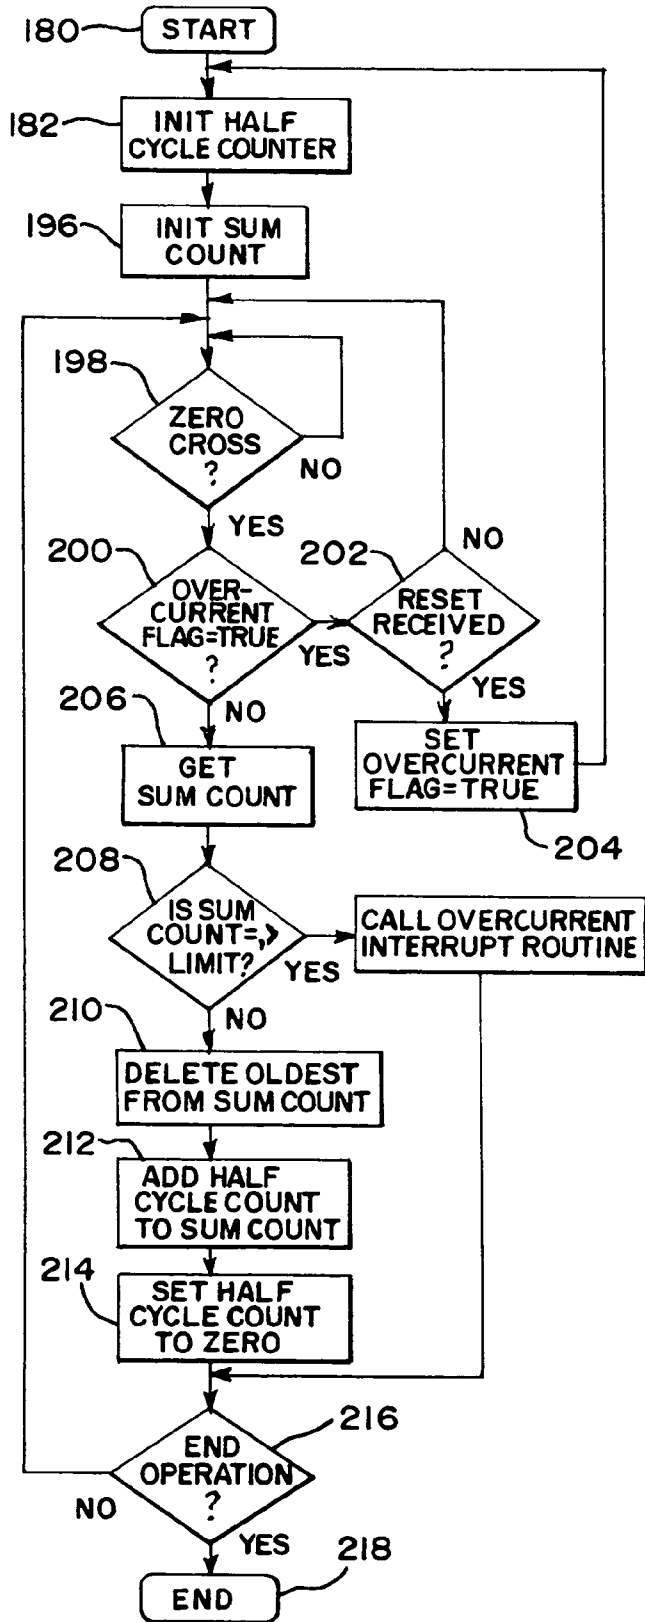 180
START
182
INIT HALF
CYCLE COUNTER
196
INIT SUM
COUNT
198
ZERO
CROSS
?
NO
YES
200
OVER-
CURRENT
FLAG=TRUE
?
YES
NO
202
RESET
RECEIVED
?
NO
YES
SET
OVERCURRENT
FLAG=TRUE
204
206
GET
SUM COUNT
208
IS SUM
COUNT=,>
LIMIT?
YES
NO
CALL OVERCURRENT
INTERRUPT ROUTINE
210
DELETE OLDEST
FROM SUM COUNT
212
ADD HALF
CYCLE COUNT
TO SUM COUNT
214
SET HALF
CYCLE COUNT
TO ZERO
216
END
OPERATION
?
NO
YES
END
218